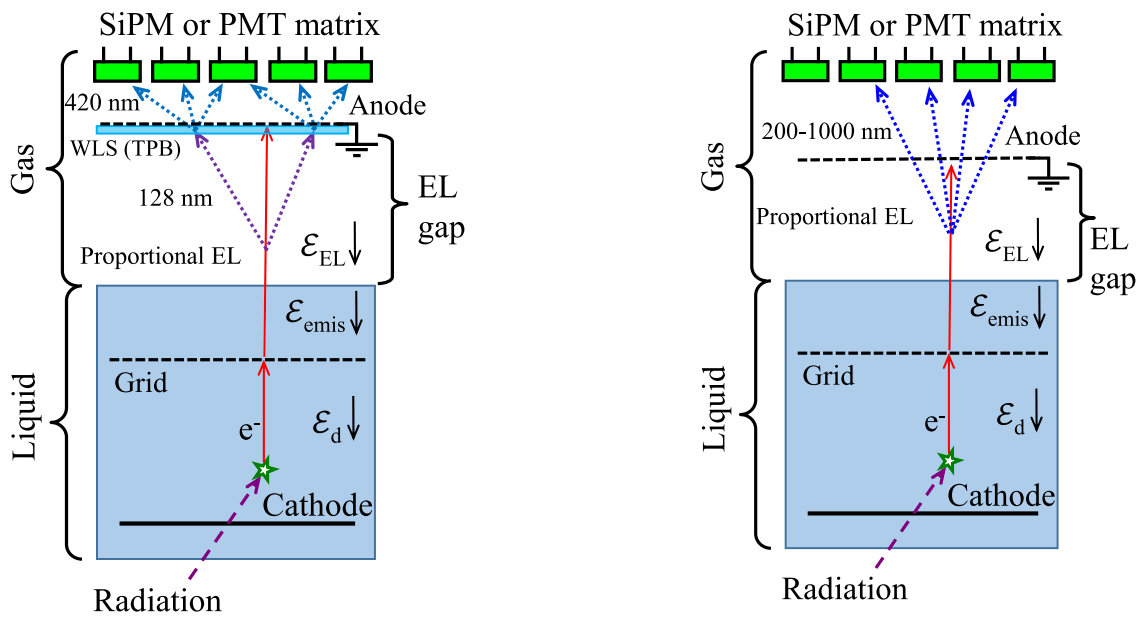 SiPM or PMT matrix
420 nm
Anode
WLS (TPB)
Gas
128 nm
EL
gap
Proportional EL
ℰEL
ℰemis
Grid
Liquid
e-
ℰd
Cathode
Radiation
SiPM or PMT matrix
200-1000 nm
Anode
Gas
Proportional EL
ℰEL
EL
gap
ℰemis
Grid
Liquid
e-
ℰd
Cathode
Radiation